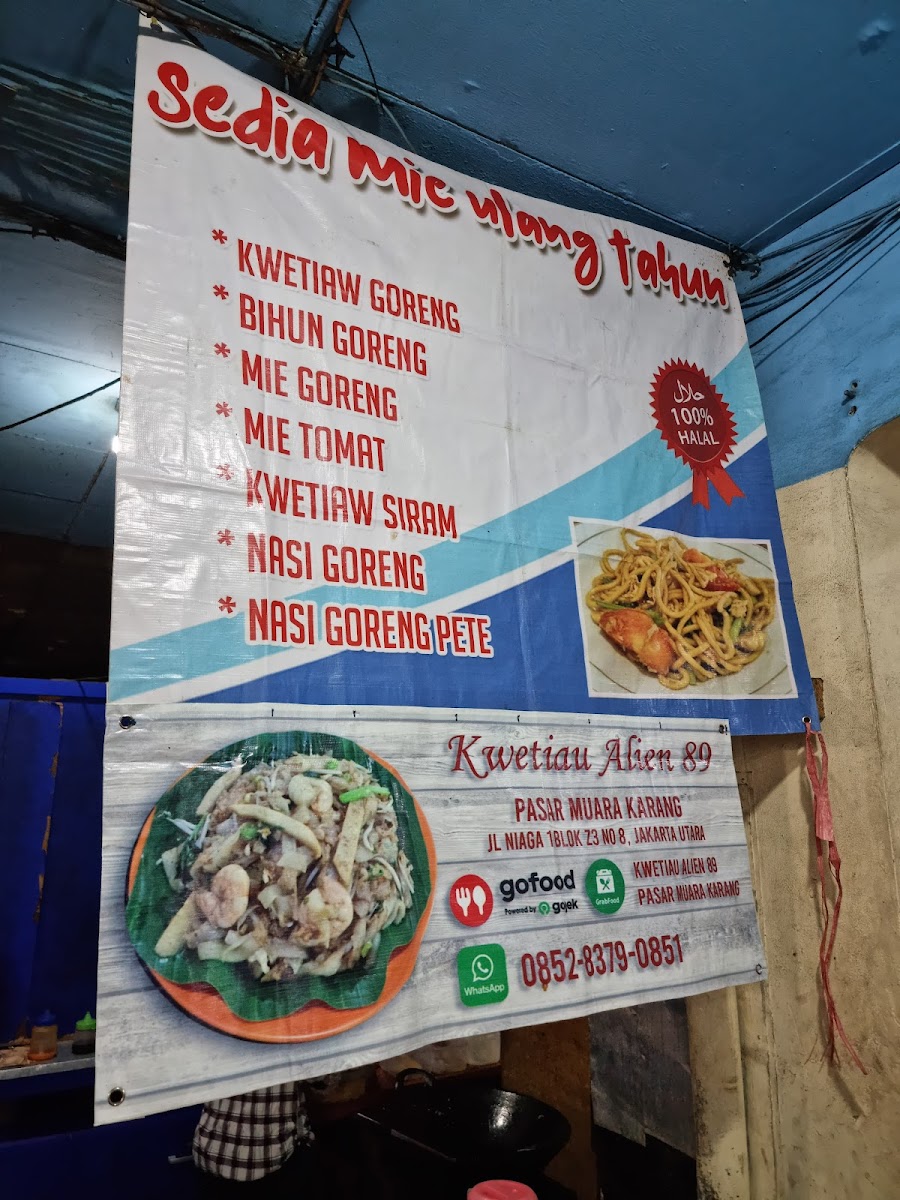 Sedia mie ulang tahun
* KWETIAW GORENG
* BIHUN GORENG
* MIE GORENG
* MIE TOMAT
* KWETIAW SIRAM
* NASI GORENG
* NASI GORENG PETE
حلال
100%
HALAL
Kwetiau Alien 89
PASAR MUARA KARANG
JL NIAGA 1BLOK Z3 NO 8, JAKARTA UTARA
gofood
Powered by gojek
GrabFood
KWETIAU ALIEN 89
PASAR MUARA KARANG
WhatsApp
0852-8379-0851
e